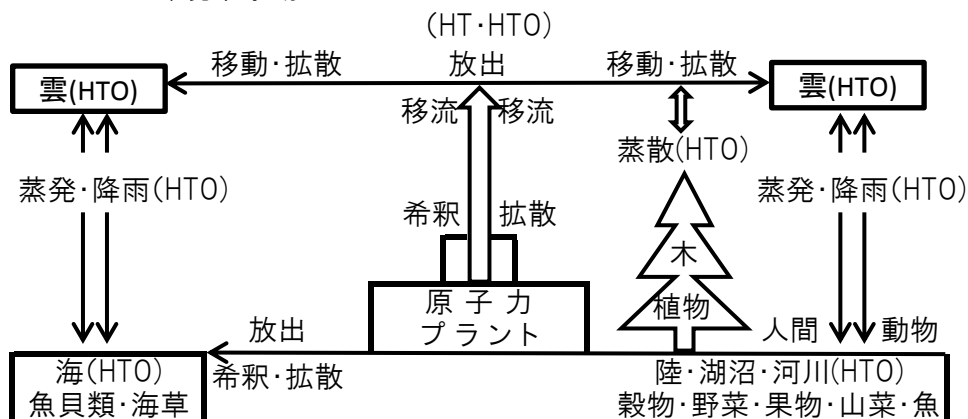 (HT・HTO)
移動・拡散 放出 移動・拡散
雲(HTO) 雲(HTO)
移流 移流
蒸散(HTO)
蒸発・降雨(HTO) 蒸発・降雨(HTO)
希釈 拡散
木
原子力
プラント
植物
放出 人間 動物
希釈・拡散
海(HTO) 陸・湖沼・河川(HTO)
魚貝類・海草 穀物・野菜・果物・山菜・魚